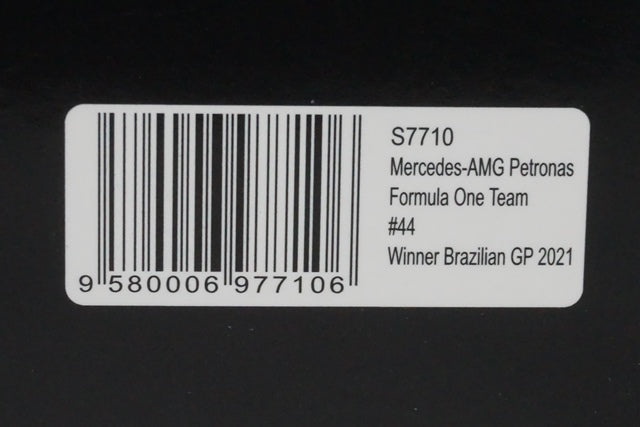 S7710
Mercedes-AMG Petronas
Formula One Team
#44
Winner Brazilian GP 2021
9 580006 977106